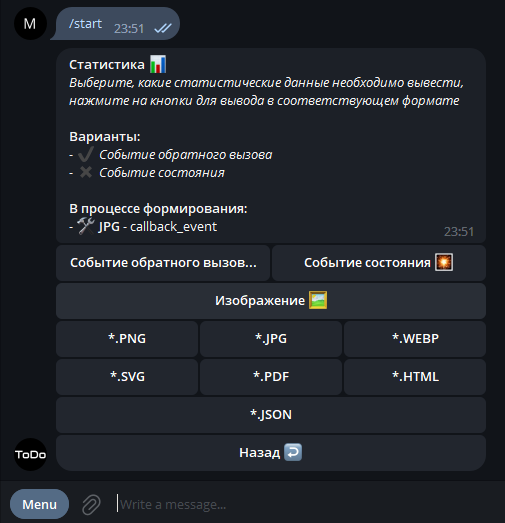 M
/start
23:51
Статистика 📊
Выберите, какие статистические данные необходимо вывести,
нажмите на кнопки для вывода в соответствующем формате
Варианты:
- ✔️ Событие обратного вызова
- ✖️ Событие состояния
В процессе формирования:
- 🛠 JPG - callback_event
23:51
Событие обратного вызов...
Событие состояния 🎇
Изображение 🖼️
*.PNG
*.JPG
*.WEBP
*.SVG
*.PDF
*.HTML
*.JSON
ToDo
Назад ↩️
Menu
Write a message...